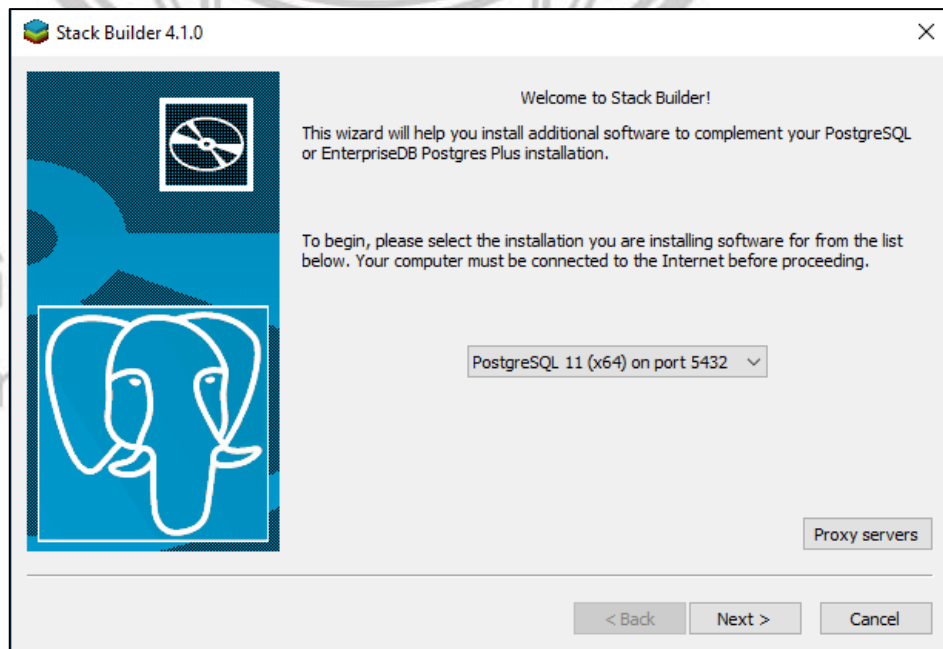 Stack Builder 4.1.0
Welcome to Stack Builder!
This wizard will help you install additional software to complement your PostgreSQL
or EnterpriseDB Postgres Plus installation.
To begin, please select the installation you are installing software for from the list
below. Your computer must be connected to the Internet before proceeding.
PostgreSQL 11 (x64) on port 5432
Proxy servers
< Back
Next >
Cancel